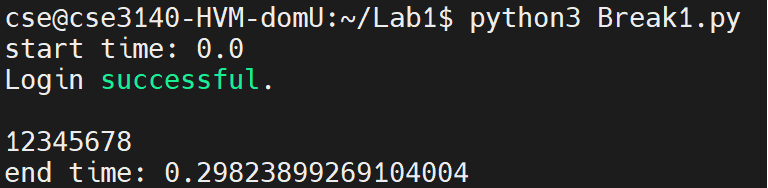 cse@cse3140-HVM-domU:~/Lab1$ python3 Break1.py
start time: 0.0
Login successful.
12345678
end time: 0.29823899269104004